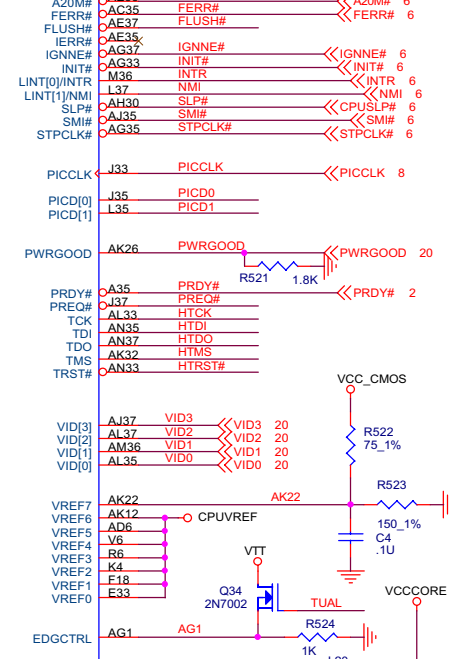 A20M# A20M# 6
FERR# AC35 FERR# FERR# 6
FLUSH# AE37 FLUSH#
IERR# AE35
IGNNE# AG37 IGNNE# IGNNE# 6
INIT# AG33 INIT# INIT# 6
LINT[0]/INTR M36 INTR INTR 6
LINT[1]/NMI L37 NMI NMI 6
SLP# AH30 SLP# CPUSLP# 6
SMI# AJ35 SMI# SMI# 6
STPCLK# AG35 STPCLK# STPCLK# 6
PICCLK J33 PICCLK PICCLK 8
PICD[0] J35 PICD0
PICD[1] L35 PICD1
PWRGOOD AK26 PWRGOOD PWRGOOD 20
R521 1.8K
PRDY# A35 PRDY# PRDY# 2
PREQ# J37 PREQ#
TCK AL33 HTCK
TDI AN35 HTDI
TDO AN37 HTDO
TMS AK32 HTMS
TRST# AN33 HTRST#
VCC_CMOS
VID[3] AJ37 VID3 VID3 20
VID[2] AL37 VID2 VID2 20
VID[1] AM36 VID1 VID1 20
VID[0] AL35 VID0 VID0 20
R522
75_1%
R523
150_1%
VREF7 AK22 AK22
VREF6 AK12 CPUVREF
VREF5 AD6
VREF4 V6
VREF3 R6
VREF2 K4
VREF1 F18
VREF0 E33
C4
.1U
VTT
Q34
2N7002
TUAL
VCCCORE
EDGCTRL AG1 AG1
R524
1K